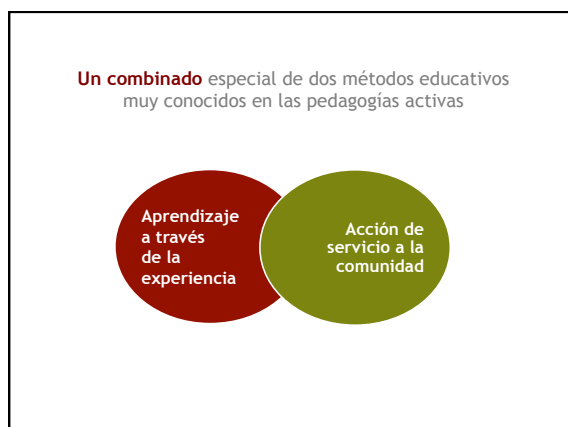 Un combinado especial de dos métodos educativos
muy conocidos en las pedagogías activas
Aprendizaje
a través
de la
experiencia
Acción de
servicio a la
comunidad